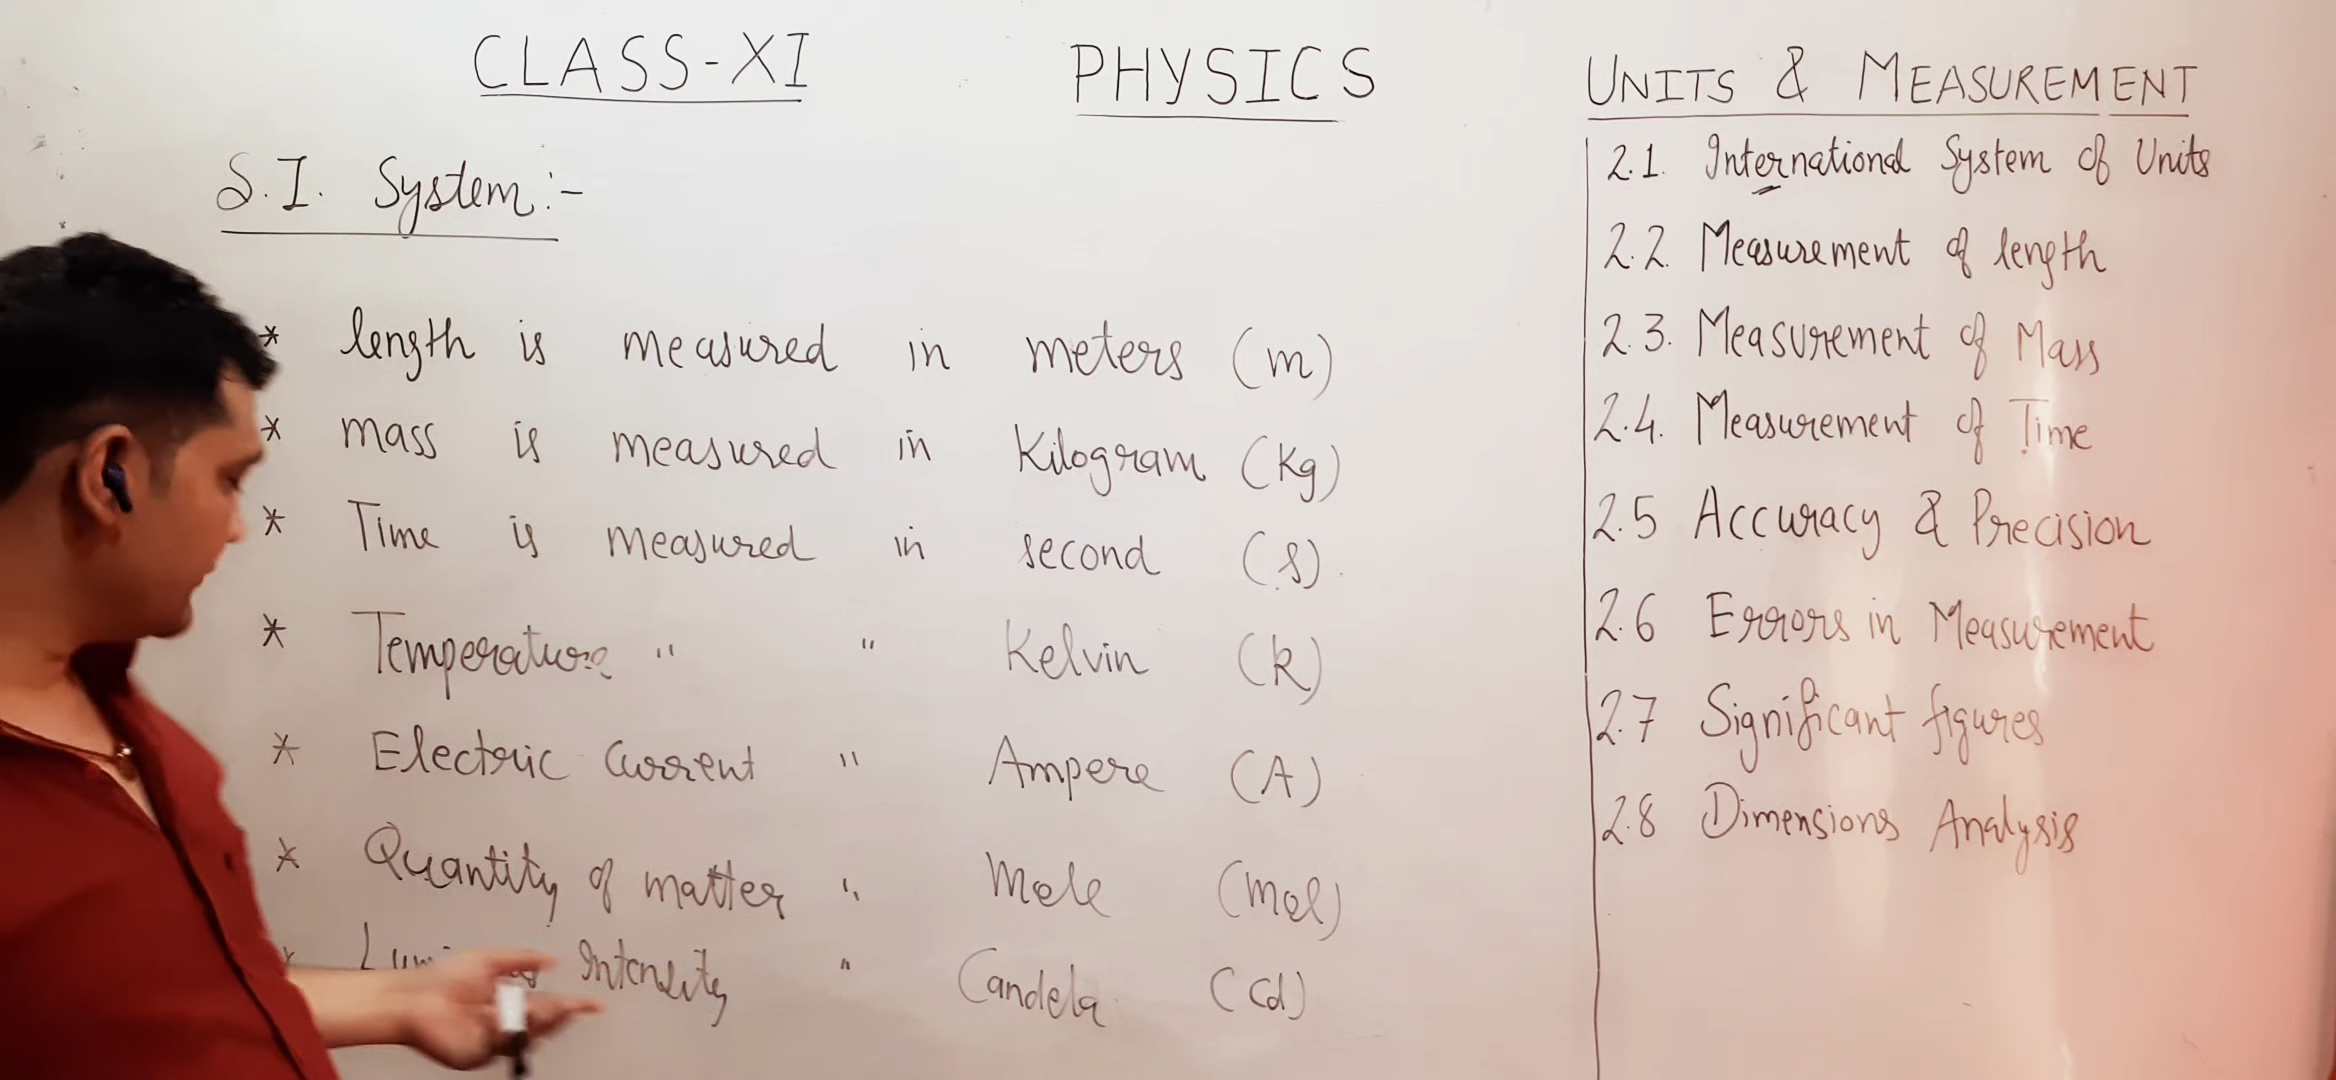 CLASS-XI PHYSICS
S.I. System:-
* length is measured in meters (m)
* mass is measured in Kilogram (Kg)
* Time is measured in second (s)
* Temperature " " Kelvin (k)
* Electric Current " Ampere (A)
* Quantity of matter " Mole (mol)
* Intensity " Candela (Cd)
UNITS & MEASUREMENT
2.1. International System of Units
2.2. Measurement of length
2.3. Measurement of Mass
2.4. Measurement of Time
2.5 Accuracy & Precision
2.6 Errors in Measurement
2.7 Significant figures
2.8 Dimensions Analysis